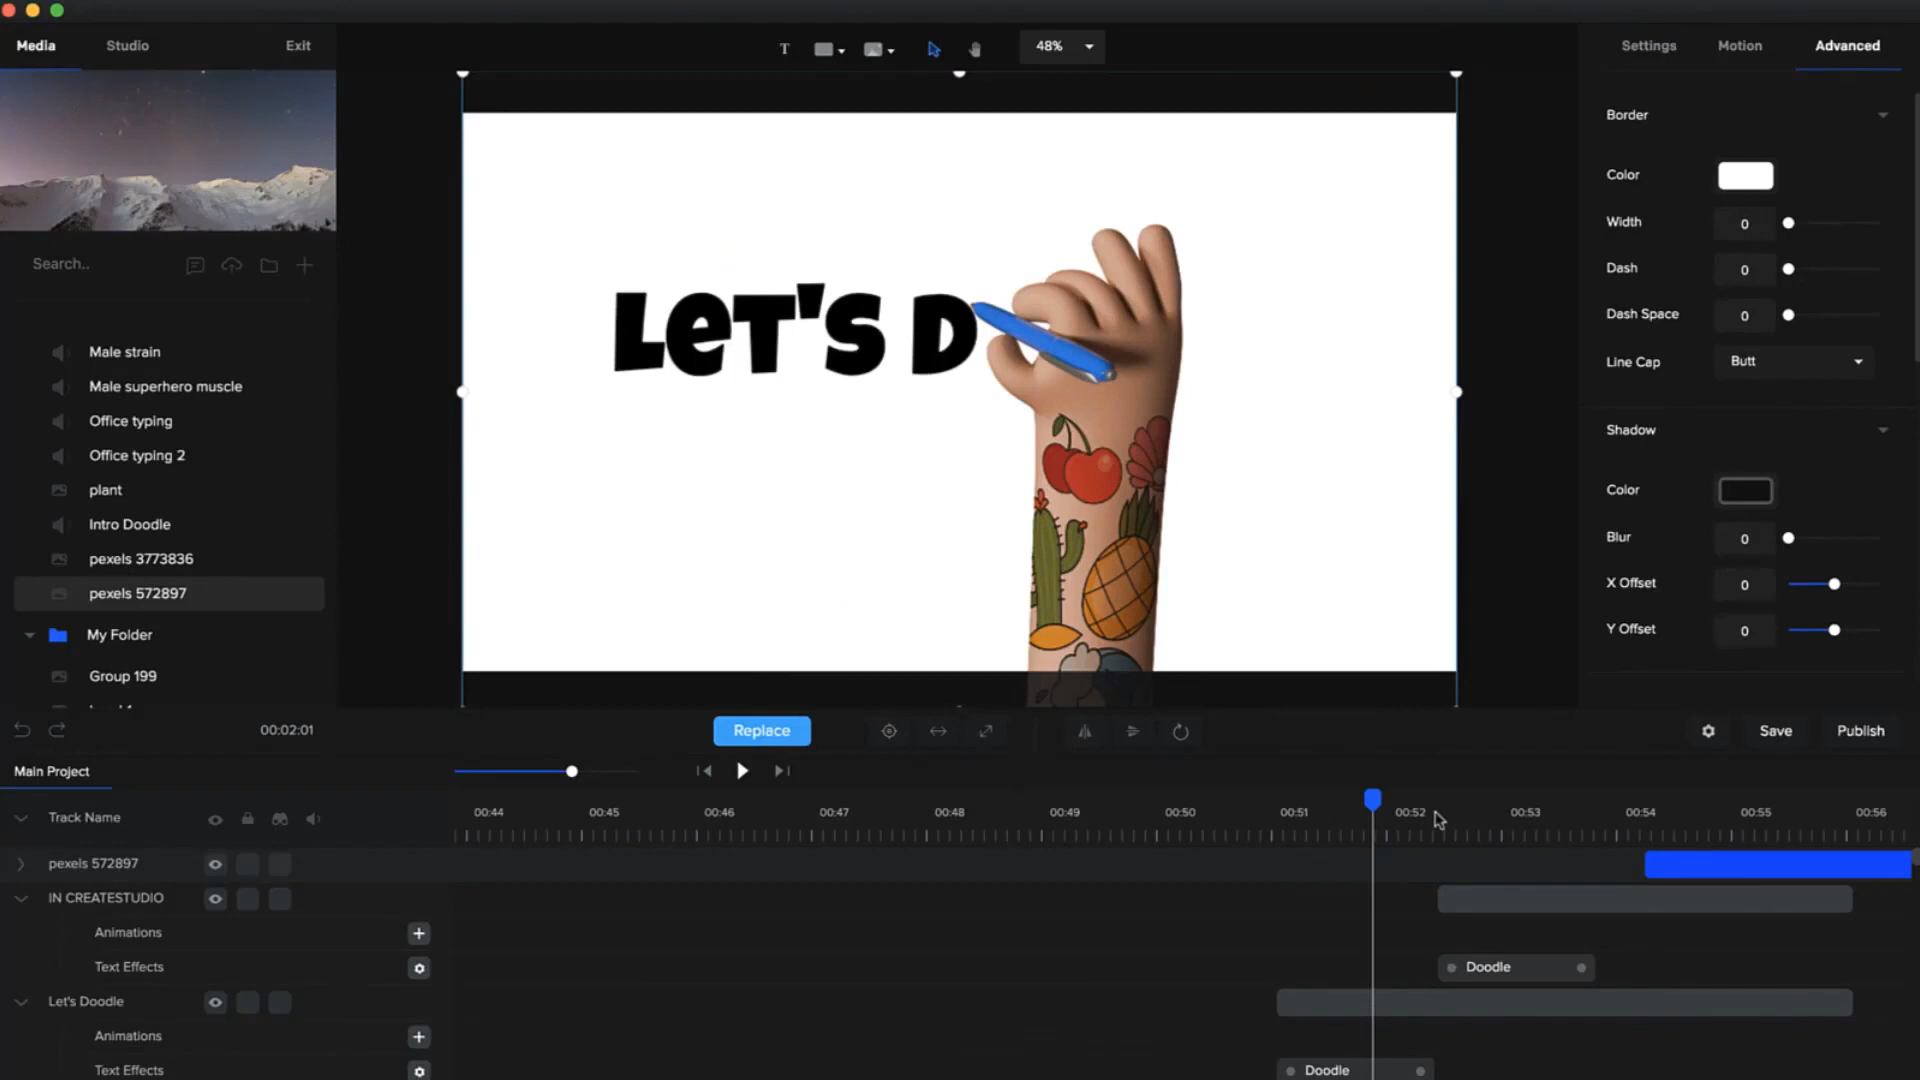 Media Studio Exit
T 48%
Settings Motion Advanced
Search..
Male strain
Male superhero muscle
Office typing
Office typing 2
plant
Intro Doodle
pexels 3773836
pexels 572897
My Folder
Group 199
LeT'S D
Border
Color
Width 0
Dash 0
Dash Space 0
Line Cap Butt
Shadow
Color
Blur 0
X Offset 0
Y Offset 0
00:02:01
Replace
Save Publish
Main Project
Track Name
00:44 00:45 00:46 00:47 00:48 00:49 00:50 00:51 00:52 00:53 00:54 00:55 00:56
pexels 572897
IN CREATESTUDIO
Animations
Text Effects Doodle
Let's Doodle
Animations
Text Effects Doodle